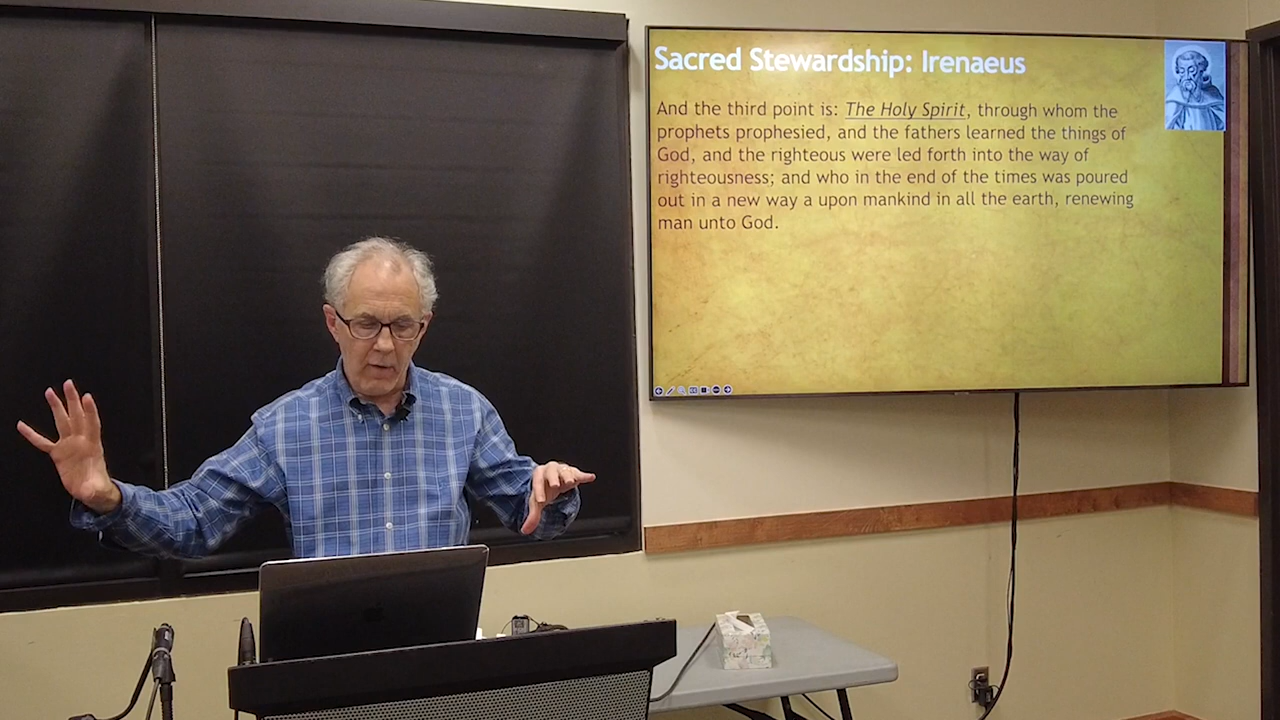 Sacred Stewardship: Irenaeus
And the third point is: The Holy Spirit, through whom the
prophets prophesied, and the fathers learned the things of
God, and the righteous were led forth into the way of
righteousness; and who in the end of the times was poured
out in a new way a upon mankind in all the earth, renewing
man unto God.